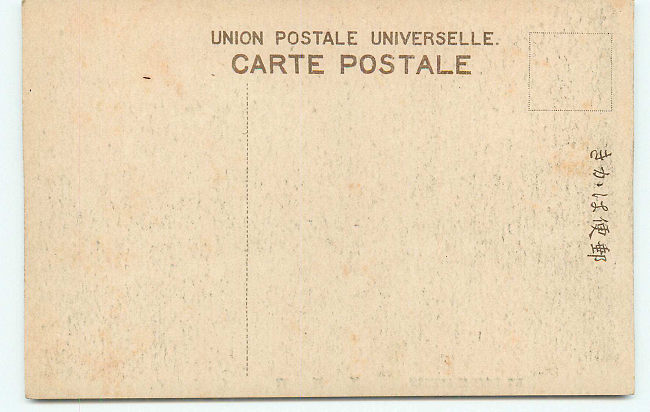 UNION POSTALE UNIVERSELLE.
CARTE POSTALE
きかは便郵